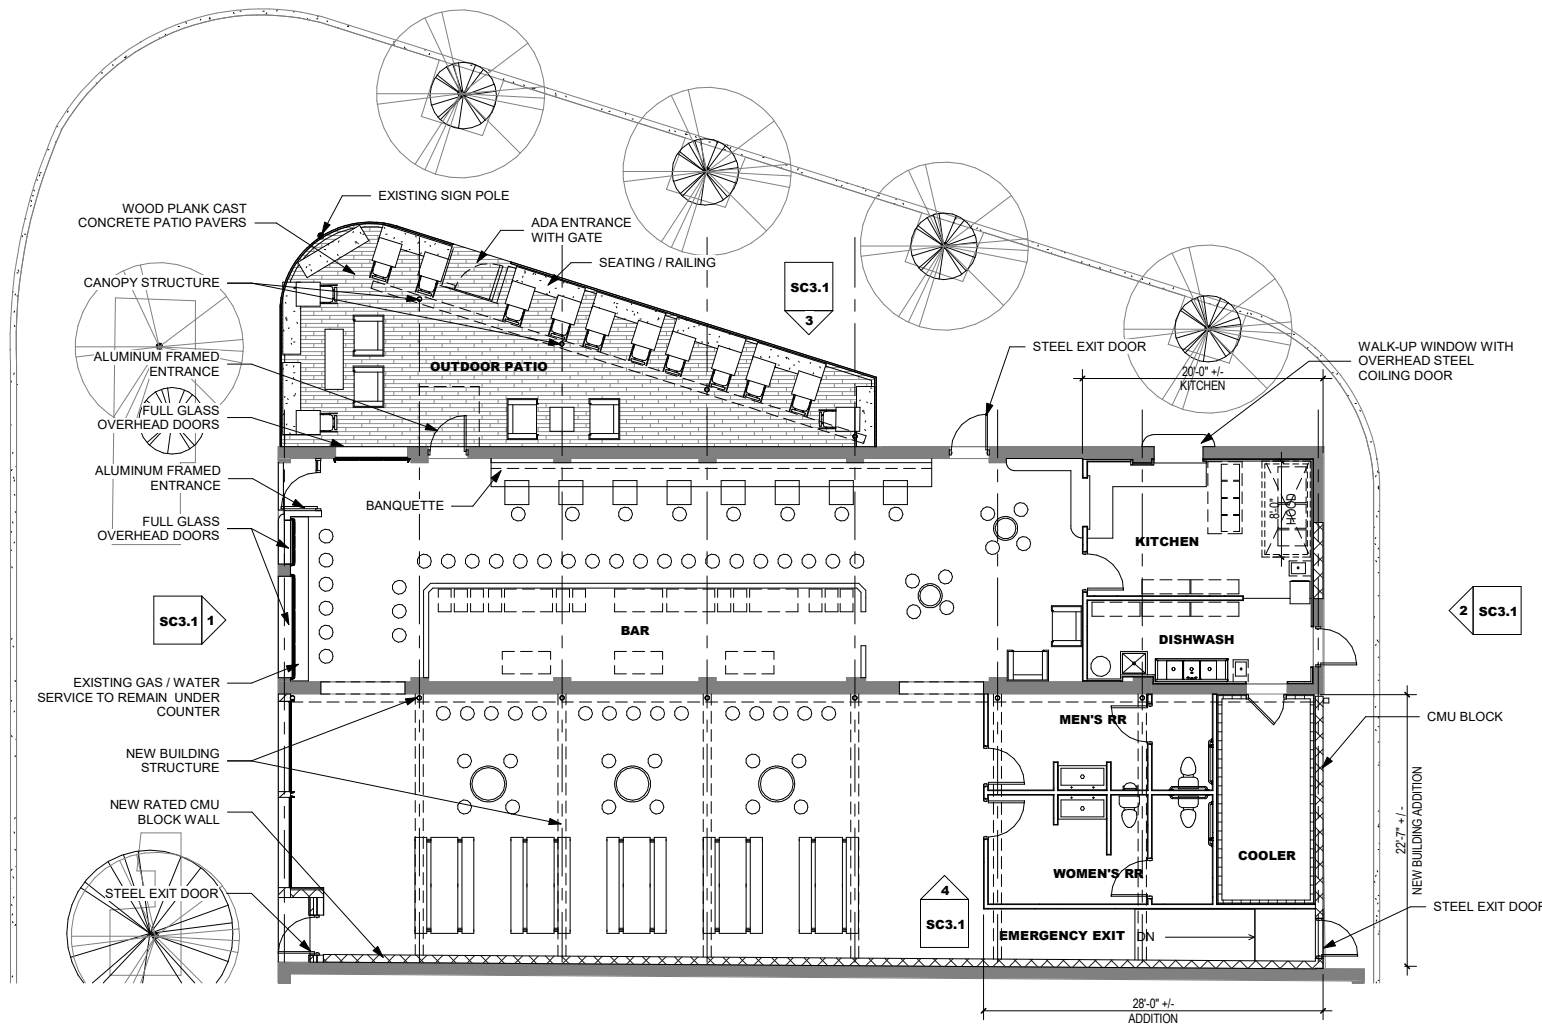 EXISTING SIGN POLE
WOOD PLANK CAST
CONCRETE PATIO PAVERS
ADA ENTRANCE
WITH GATE
SEATING / RAILING
CANOPY STRUCTURE
SC3.1
3
ALUMINUM FRAMED
ENTRANCE
OUTDOOR PATIO
STEEL EXIT DOOR
WALK-UP WINDOW WITH
OVERHEAD STEEL
COILING DOOR
20'-0" +/-
KITCHEN
FULL GLASS
OVERHEAD DOORS
ALUMINUM FRAMED
ENTRANCE
BANQUETTE
FULL GLASS
OVERHEAD DOORS
8'-0"
HOOD
KITCHEN
SC3.1
1
BAR
DISHWASH
2
SC3.1
EXISTING GAS / WATER
SERVICE TO REMAIN UNDER
COUNTER
MEN'S RR
CMU BLOCK
NEW BUILDING
STRUCTURE
NEW RATED CMU
BLOCK WALL
22'-7" +/-
NEW BUILDING ADDITION
COOLER
WOMEN'S RR
STEEL EXIT DOOR
4
SC3.1
STEEL EXIT DOOR
EMERGENCY EXIT
DN
28'-0" +/-
ADDITION